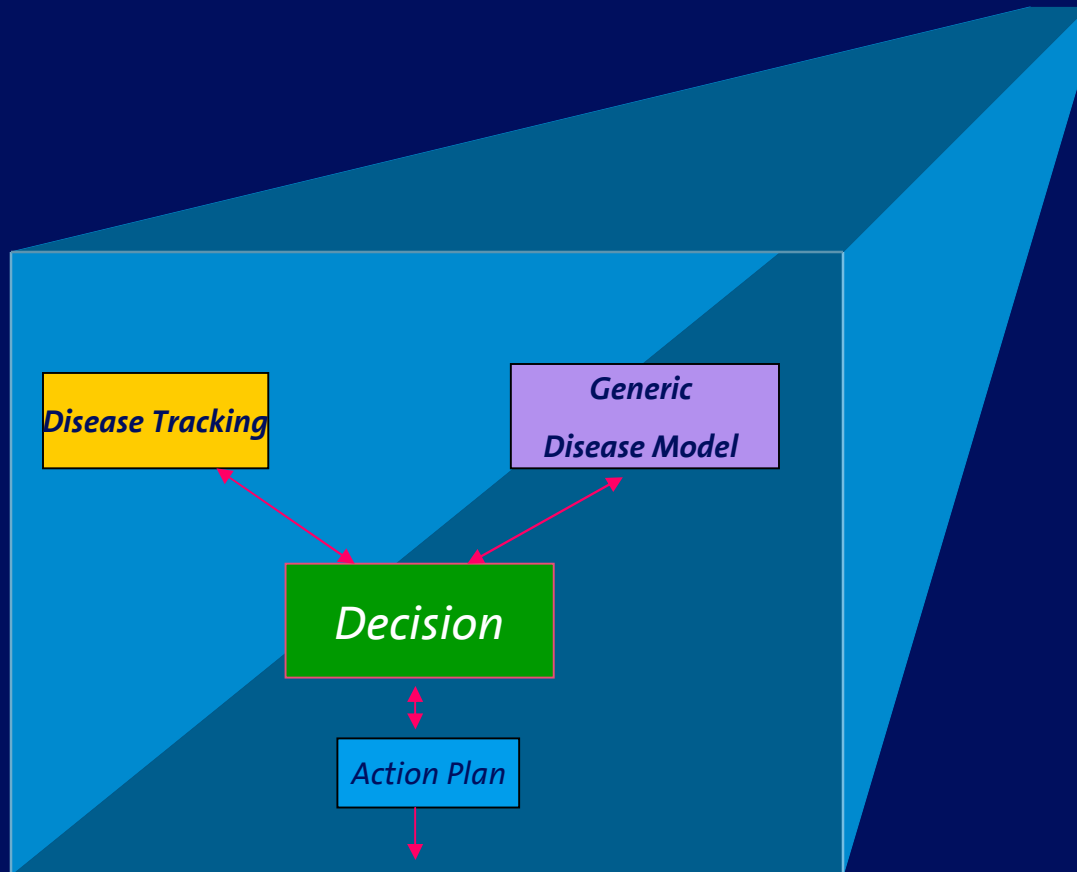 Disease Tracking
Generic
Disease Model
Decision
Action Plan